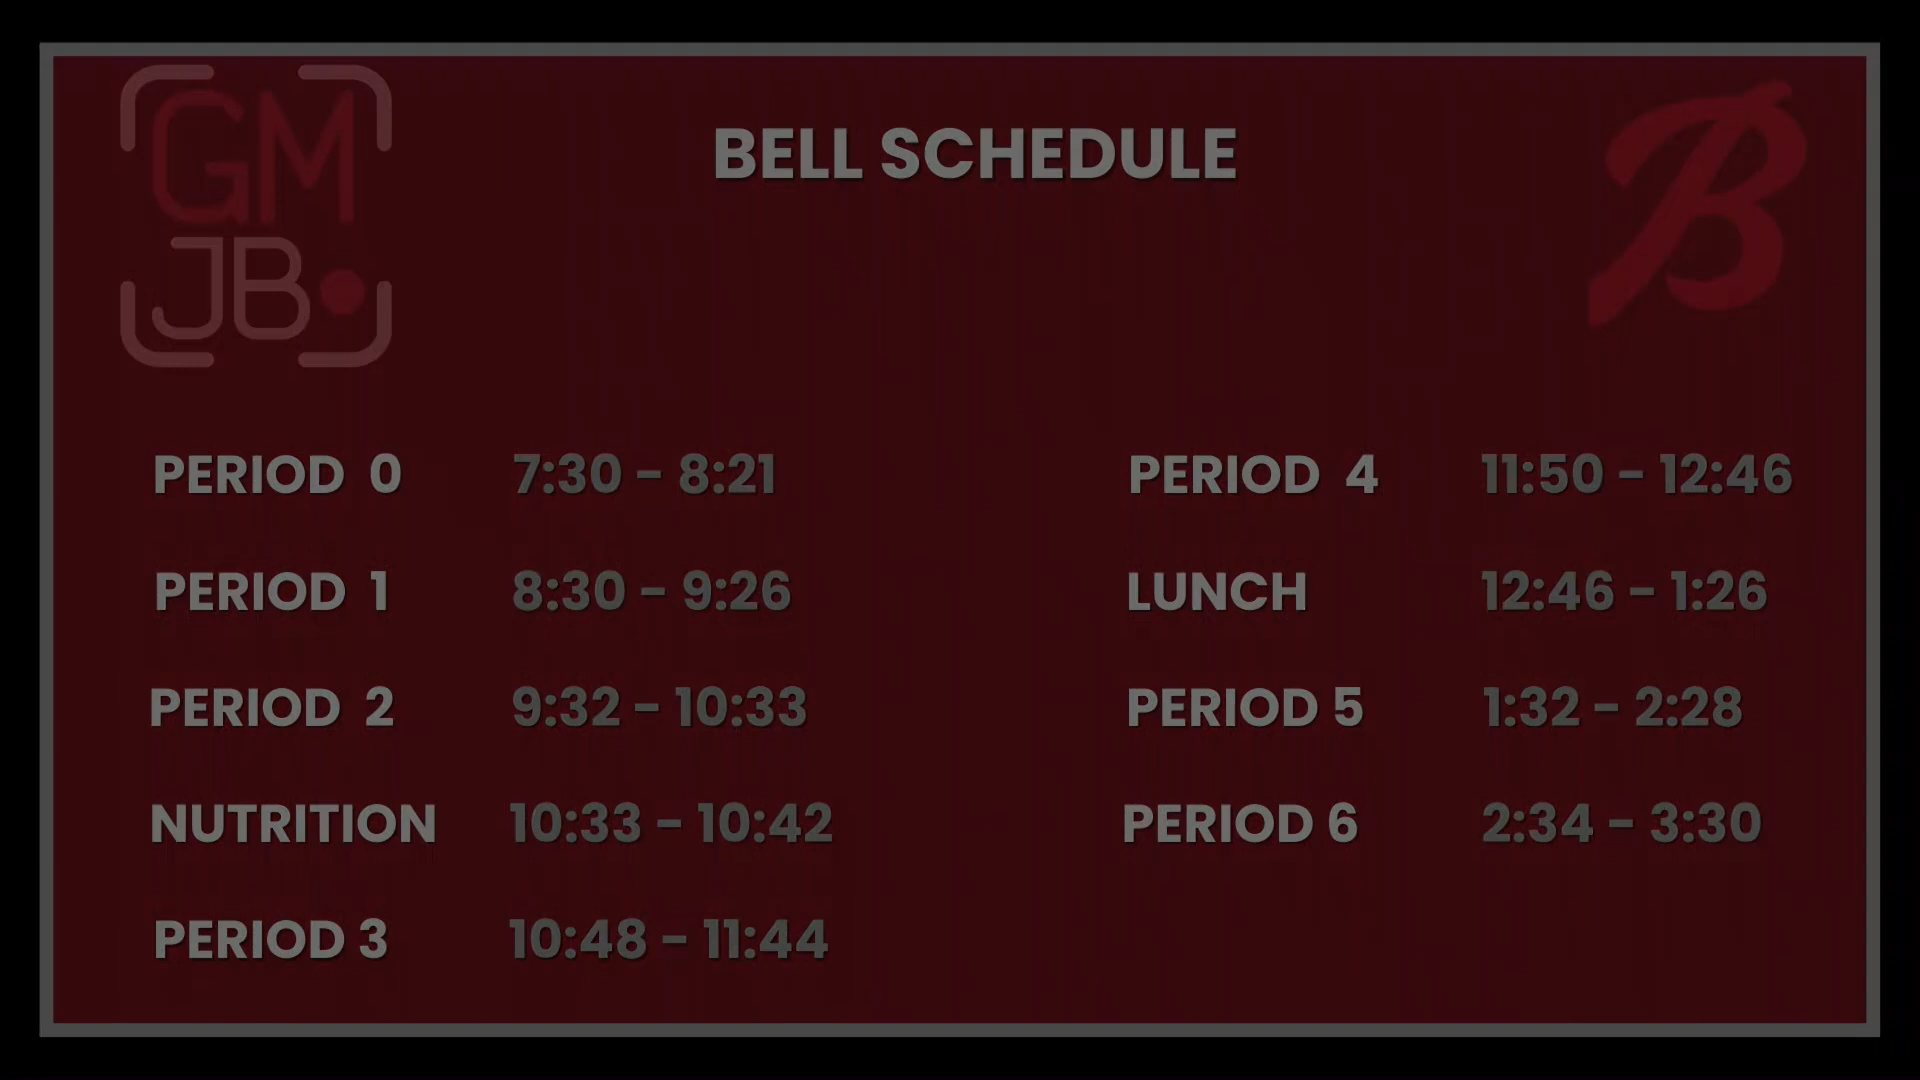 GM
JB
B
BELL SCHEDULE
PERIOD 0 7:30 - 8:21
PERIOD 1 8:30 - 9:26
PERIOD 2 9:32 - 10:33
NUTRITION 10:33 - 10:42
PERIOD 3 10:48 - 11:44
PERIOD 4 11:50 - 12:46
LUNCH 12:46 - 1:26
PERIOD 5 1:32 - 2:28
PERIOD 6 2:34 - 3:30